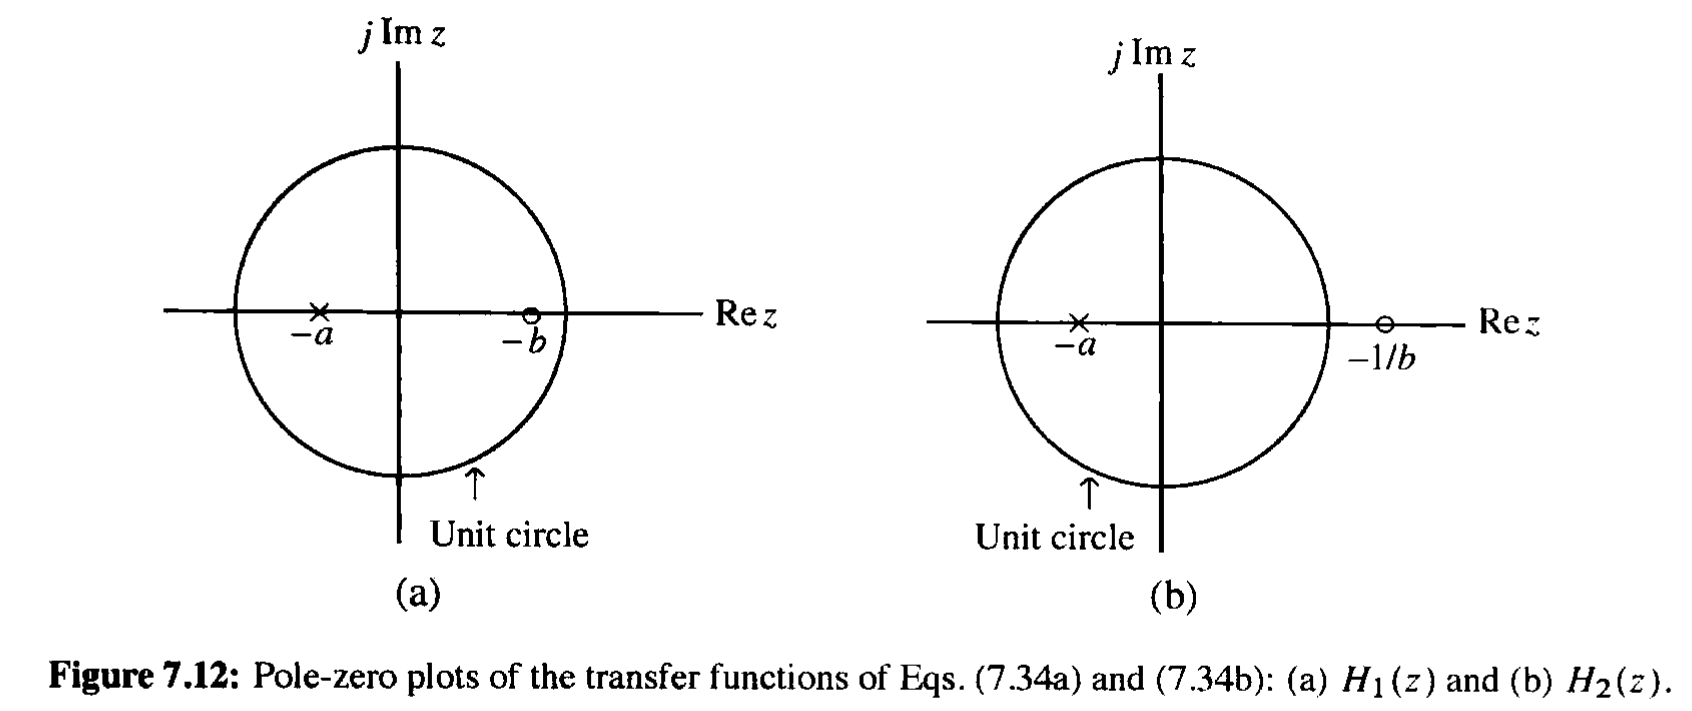 j Im z
Re z
−a
−b
Unit circle
(a)
j Im z
Re z
−a
−1/b
Unit circle
(b)
Figure 7.12: Pole-zero plots of the transfer functions of Eqs. (7.34a) and (7.34b): (a) H₁(z) and (b) H₂(z).